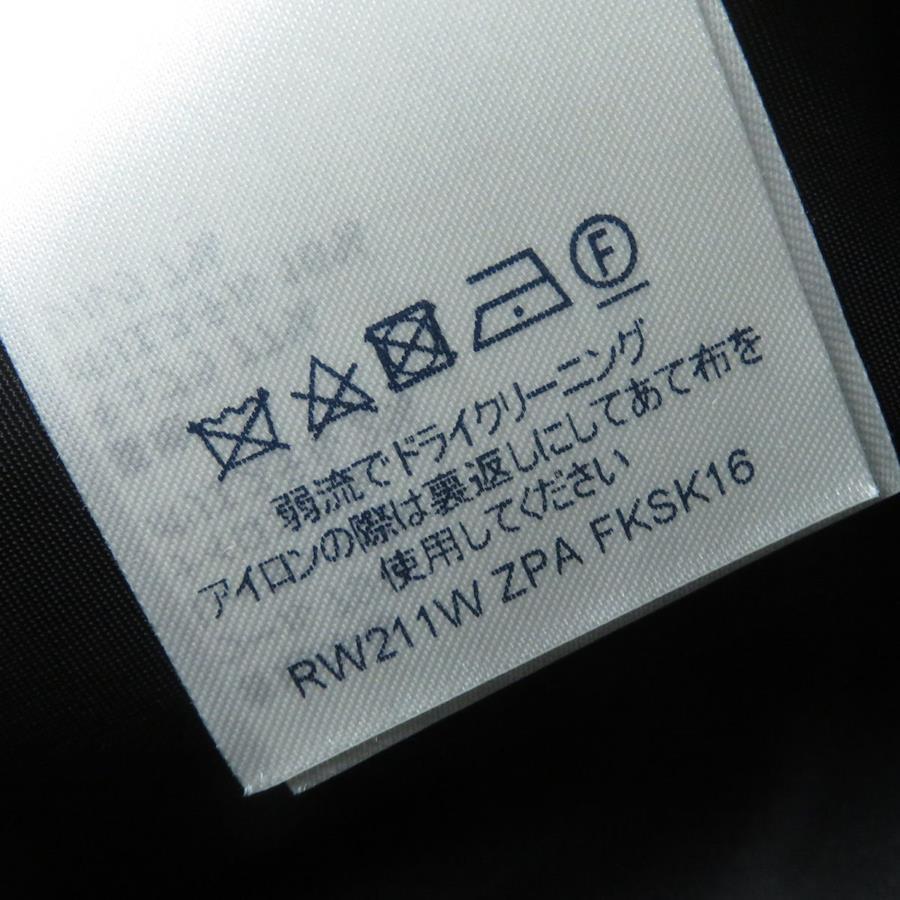 F
弱流でドライクリーニング
アイロンの際は裏返しにしてあて布を
使用してください
RW211W ZPA FKSK16